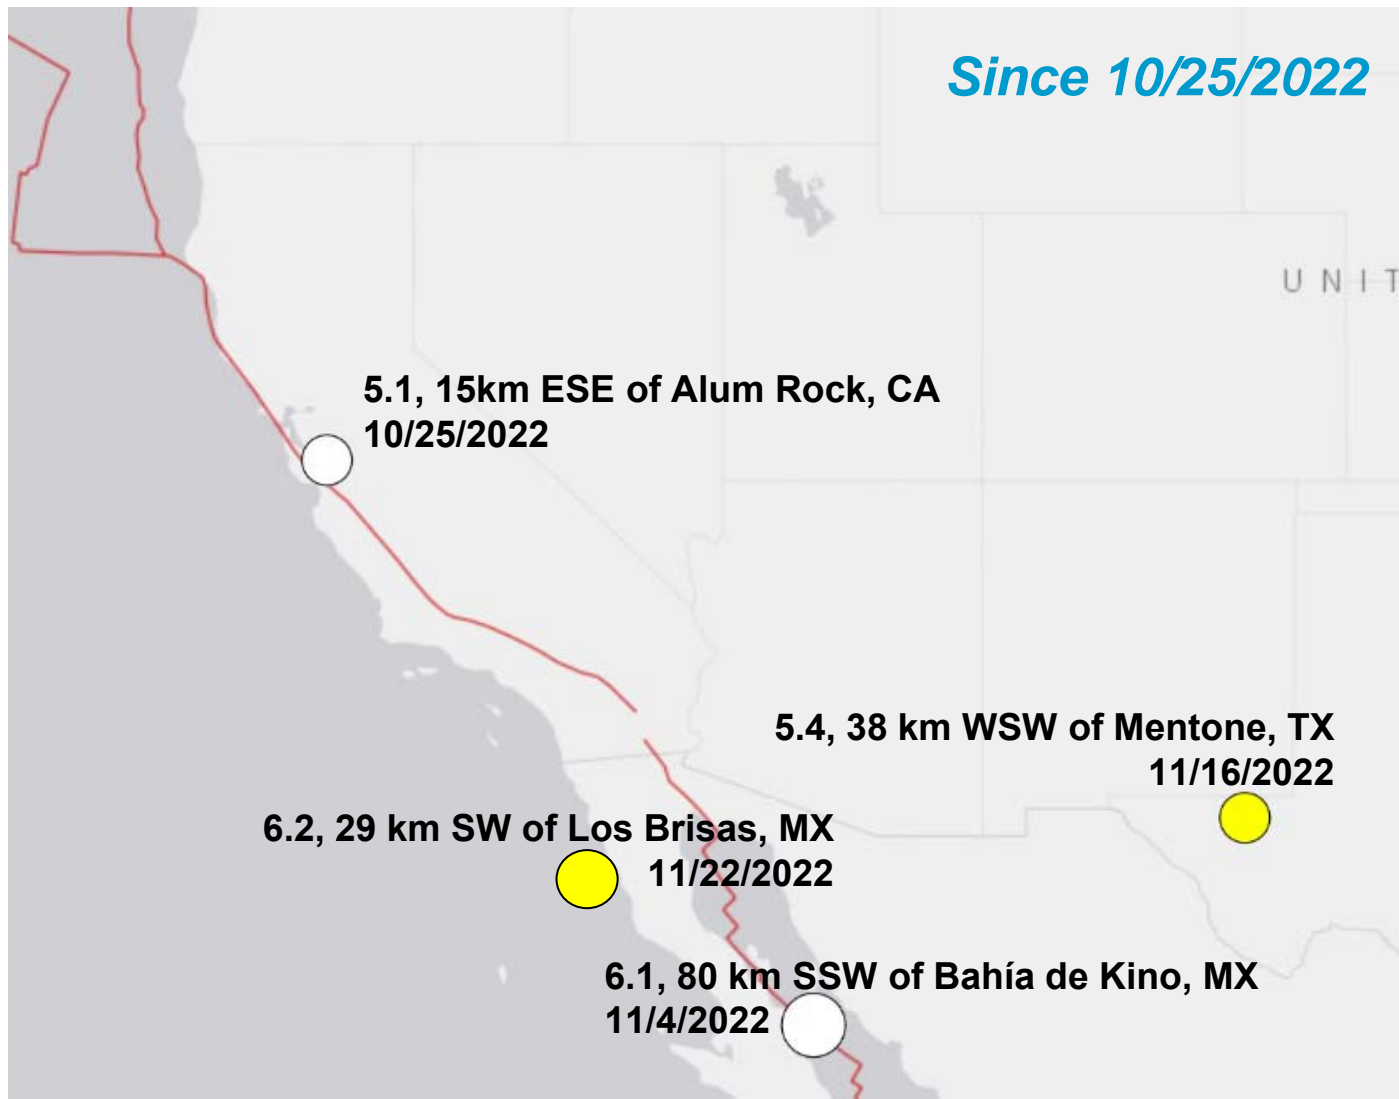 Since 10/25/2022
UNIT
5.1, 15km ESE of Alum Rock, CA
10/25/2022
5.4, 38 km WSW of Mentone, TX
11/16/2022
6.2, 29 km SW of Los Brisas, MX
11/22/2022
6.1, 80 km SSW of Bahía de Kino, MX
11/4/2022